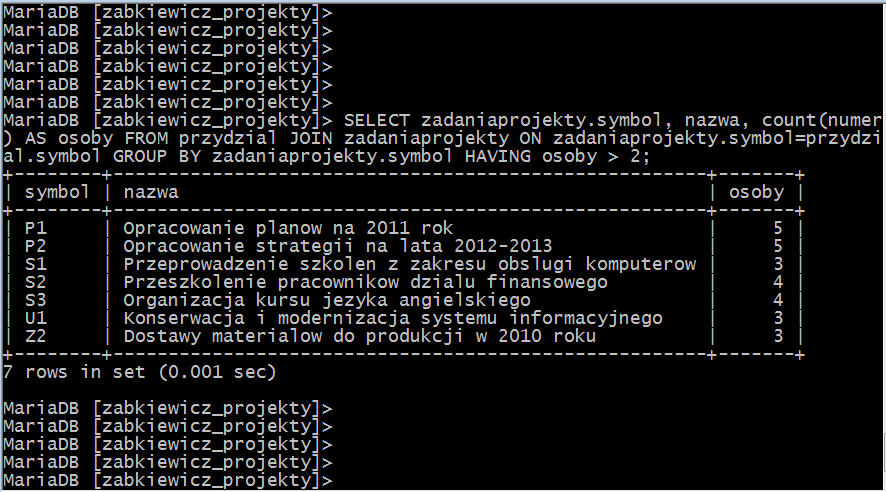 MariaDB [zabkiewicz_projekty]>
MariaDB [zabkiewicz_projekty]>
MariaDB [zabkiewicz_projekty]>
MariaDB [zabkiewicz_projekty]>
MariaDB [zabkiewicz_projekty]>
MariaDB [zabkiewicz_projekty]>
MariaDB [zabkiewicz_projekty]> SELECT zadaniaprojekty.symbol, nazwa, count(numer
) AS osoby FROM przydzial JOIN zadaniaprojekty ON zadaniaprojekty.symbol=przydzi
al.symbol GROUP BY zadaniaprojekty.symbol HAVING osoby > 2;
+--------+------------------------------------------------------+-------+
| symbol | nazwa                                                | osoby |
+--------+------------------------------------------------------+-------+
| P1     | Opracowanie planow na 2011 rok                       |     5 |
| P2     | Opracowanie strategii na lata 2012-2013              |     5 |
| S1     | Przeprowadzenie szkolen z zakresu obslugi komputerow |     3 |
| S2     | Przeszkolenie pracownikow dzialu finansowego         |     4 |
| S3     | Organizacja kursu jezyka angielskiego                |     4 |
| U1     | Konserwacja i modernizacja systemu informacyjnego    |     3 |
| Z2     | Dostawy materialow do produkcji w 2010 roku          |     3 |
+--------+------------------------------------------------------+-------+
7 rows in set (0.001 sec)
MariaDB [zabkiewicz_projekty]>
MariaDB [zabkiewicz_projekty]>
MariaDB [zabkiewicz_projekty]>
MariaDB [zabkiewicz_projekty]>
MariaDB [zabkiewicz_projekty]>